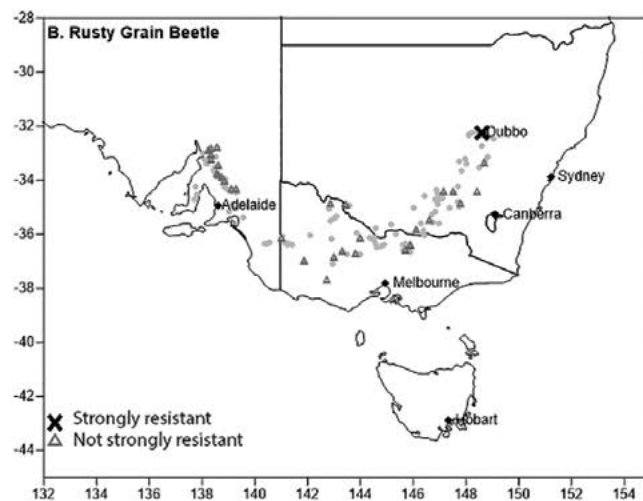 B. Rusty Grain Beetle
-28
-30
-32
-34
-36
-38
-40
-42
-44
Dubbo
Sydney
Adelaide
Canberra
Melbourne
Hobart
Strongly resistant
Not strongly resistant
132 134 136 138 140 142 144 146 148 150 152 154